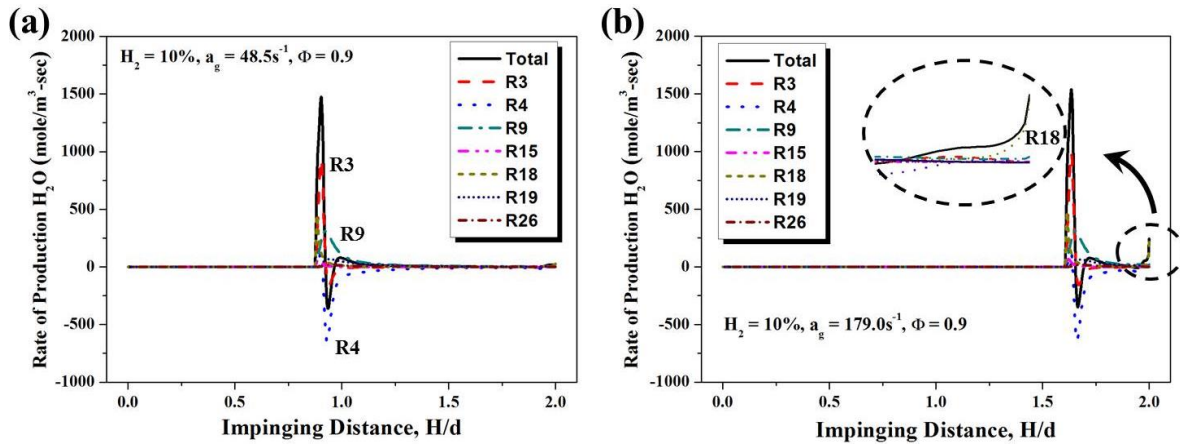 (a)
H₂ = 10%, a_g = 48.5s⁻¹, Φ = 0.9
Rate of Production H₂O (mole/m³-sec)
2000
1500
1000
500
0
-500
-1000
Total
R3
R4
R9
R15
R18
R19
R26
R3
R9
R4
0.0 0.5 1.0 1.5 2.0
Impinging Distance, H/d
(b)
Rate of Production H₂O (mole/m³-sec)
2000
1500
1000
500
0
-500
-1000
Total
R3
R4
R9
R15
R18
R19
R26
R18
H₂ = 10%, a_g = 179.0s⁻¹, Φ = 0.9
0.0 0.5 1.0 1.5 2.0
Impinging Distance, H/d